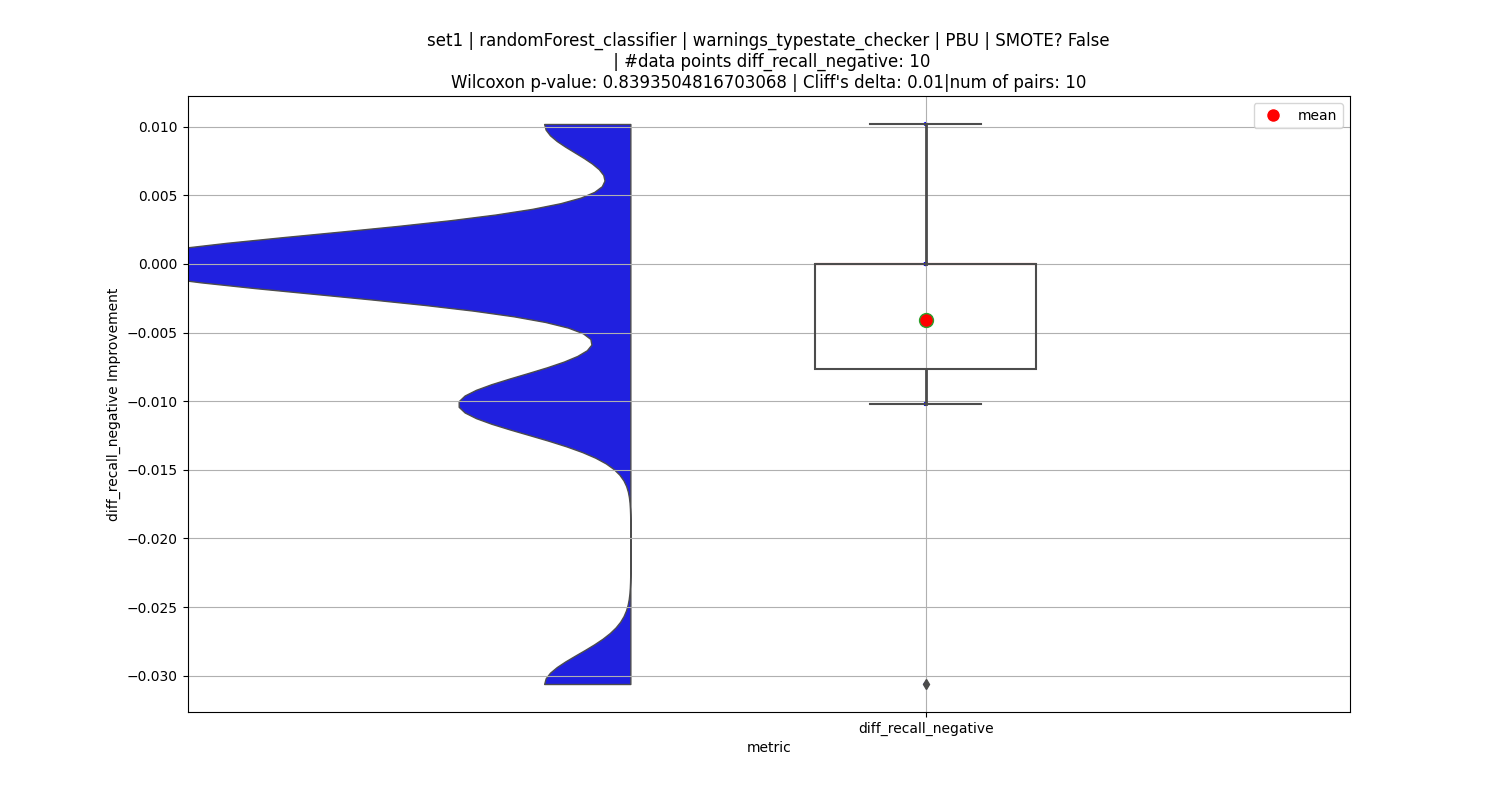 set1 | randomForest_classifier | warnings_typestate_checker | PBU | SMOTE? False
| #data points diff_recall_negative: 10
Wilcoxon p-value: 0.8393504816703068 | Cliff's delta: 0.01|num of pairs: 10
mean
0.010
0.005
0.000
−0.005
−0.010
−0.015
−0.020
−0.025
−0.030
diff_recall_negative Improvement
diff_recall_negative
metric